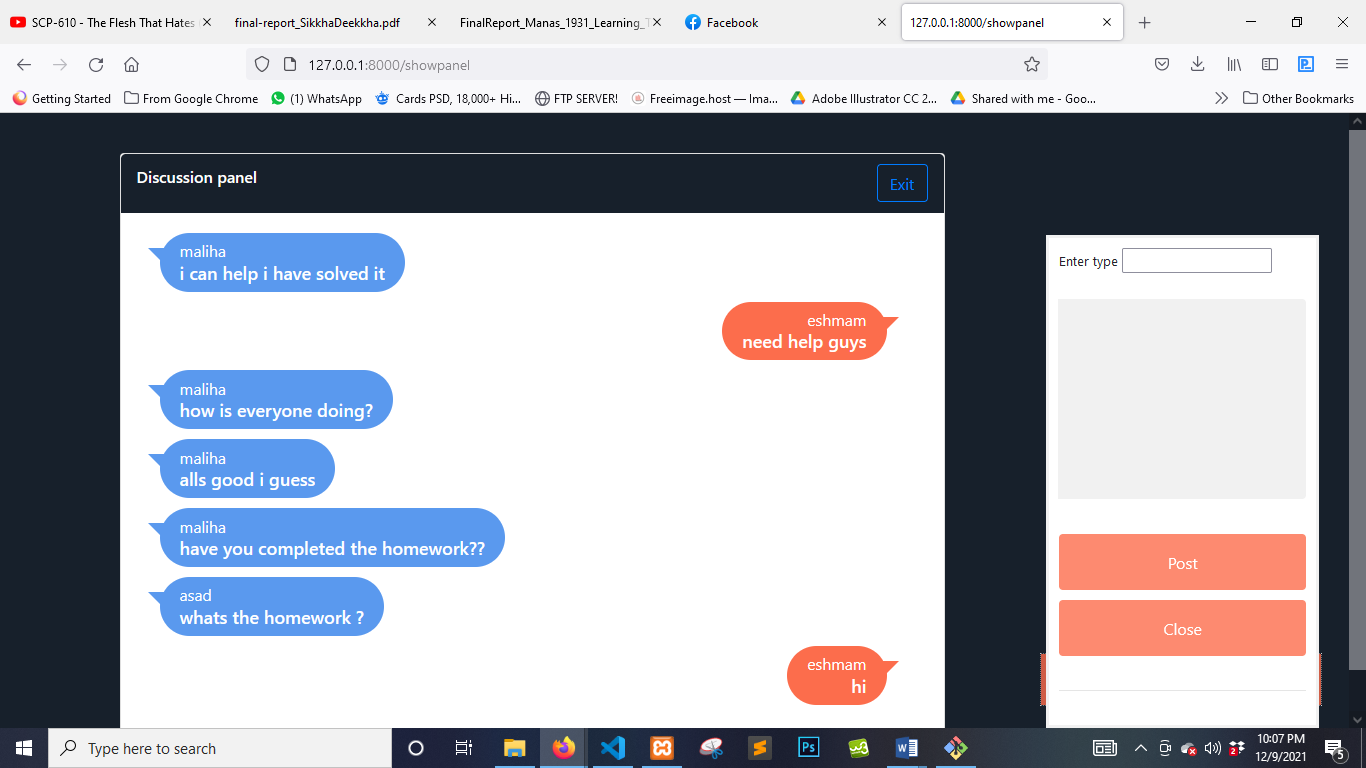 SCP-610 - The Flesh That Hates
final-report_SikkhaDeekkha.pdf
FinalReport_Manas_1931_Learning_
Facebook
127.0.0.1:8000/showpanel
127.0.0.1:8000/showpanel
Getting Started
From Google Chrome
(1) WhatsApp
Cards PSD, 18,000+ Hi...
FTP SERVER!
Freeimage.host — Ima...
Adobe Illustrator CC 2...
Shared with me - Goo...
Other Bookmarks
Discussion panel
Exit
maliha
i can help i have solved it
eshmam
need help guys
maliha
how is everyone doing?
maliha
alls good i guess
maliha
have you completed the homework??
asad
whats the homework ?
eshmam
hi
Enter type
Post
Close
Type here to search
10:07 PM
12/9/2021
5